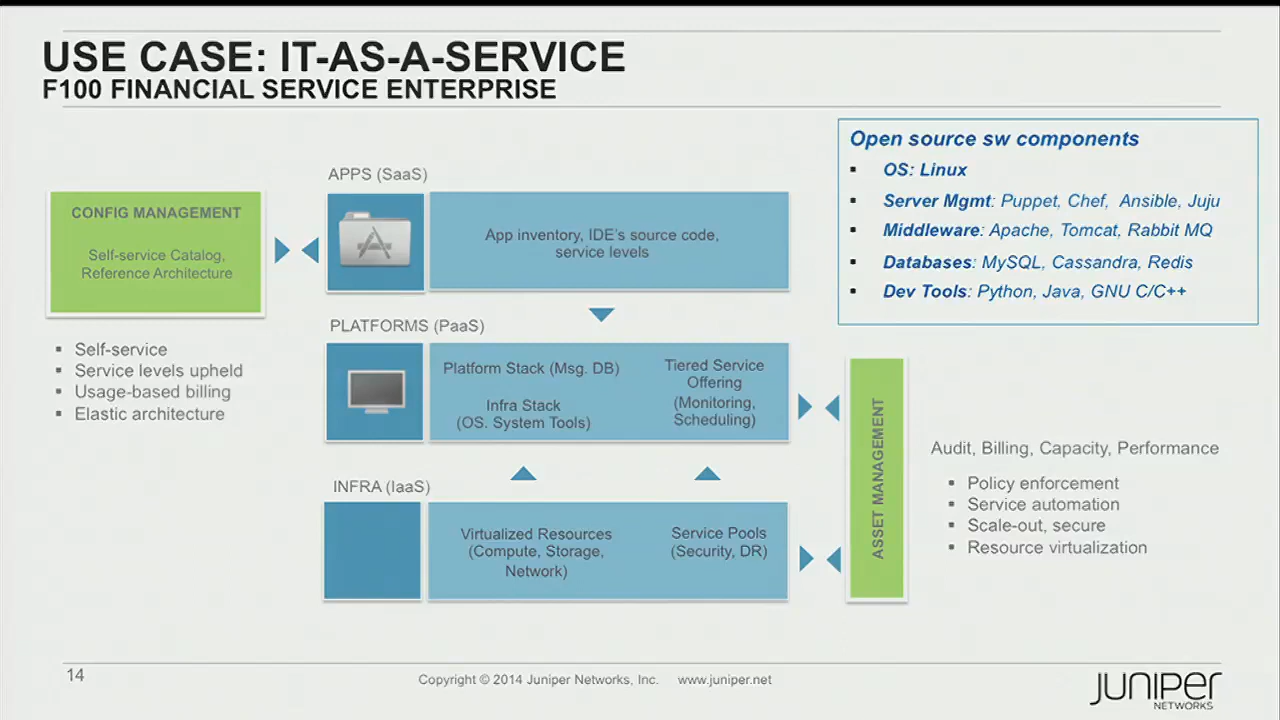 USE CASE: IT-AS-A-SERVICE
F100 FINANCIAL SERVICE ENTERPRISE
CONFIG MANAGEMENT
Self-service Catalog,
Reference Architecture
▪ Self-service
▪ Service levels upheld
▪ Usage-based billing
▪ Elastic architecture
APPS (SaaS)
App inventory, IDE's source code,
service levels
PLATFORMS (PaaS)
Platform Stack (Msg. DB)
Infra Stack
(OS. System Tools)
Tiered Service
Offering
(Monitoring,
Scheduling)
INFRA (IaaS)
Virtualized Resources
(Compute, Storage,
Network)
Service Pools
(Security, DR)
Open source sw components
▪ OS: Linux
▪ Server Mgmt: Puppet, Chef, Ansible, Juju
▪ Middleware: Apache, Tomcat, Rabbit MQ
▪ Databases: MySQL, Cassandra, Redis
▪ Dev Tools: Python, Java, GNU C/C++
ASSET MANAGEMENT
Audit, Billing, Capacity, Performance
▪ Policy enforcement
▪ Service automation
▪ Scale-out, secure
▪ Resource virtualization
14
Copyright © 2014 Juniper Networks, Inc. www.juniper.net
JUNIPER
NETWORKS